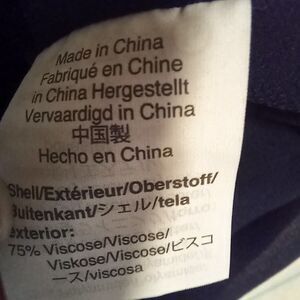 Made in China
Fabriqué en Chine
in China Hergestellt
Vervaardigd in China
中国製
Hecho en China
Shell/Extérieur/Oberstoff/
Buitenkant/シェル/tela
exterior:
75% Viscose/Viscose/
Viskose/Viscose/ビスコ
ース/viscosa